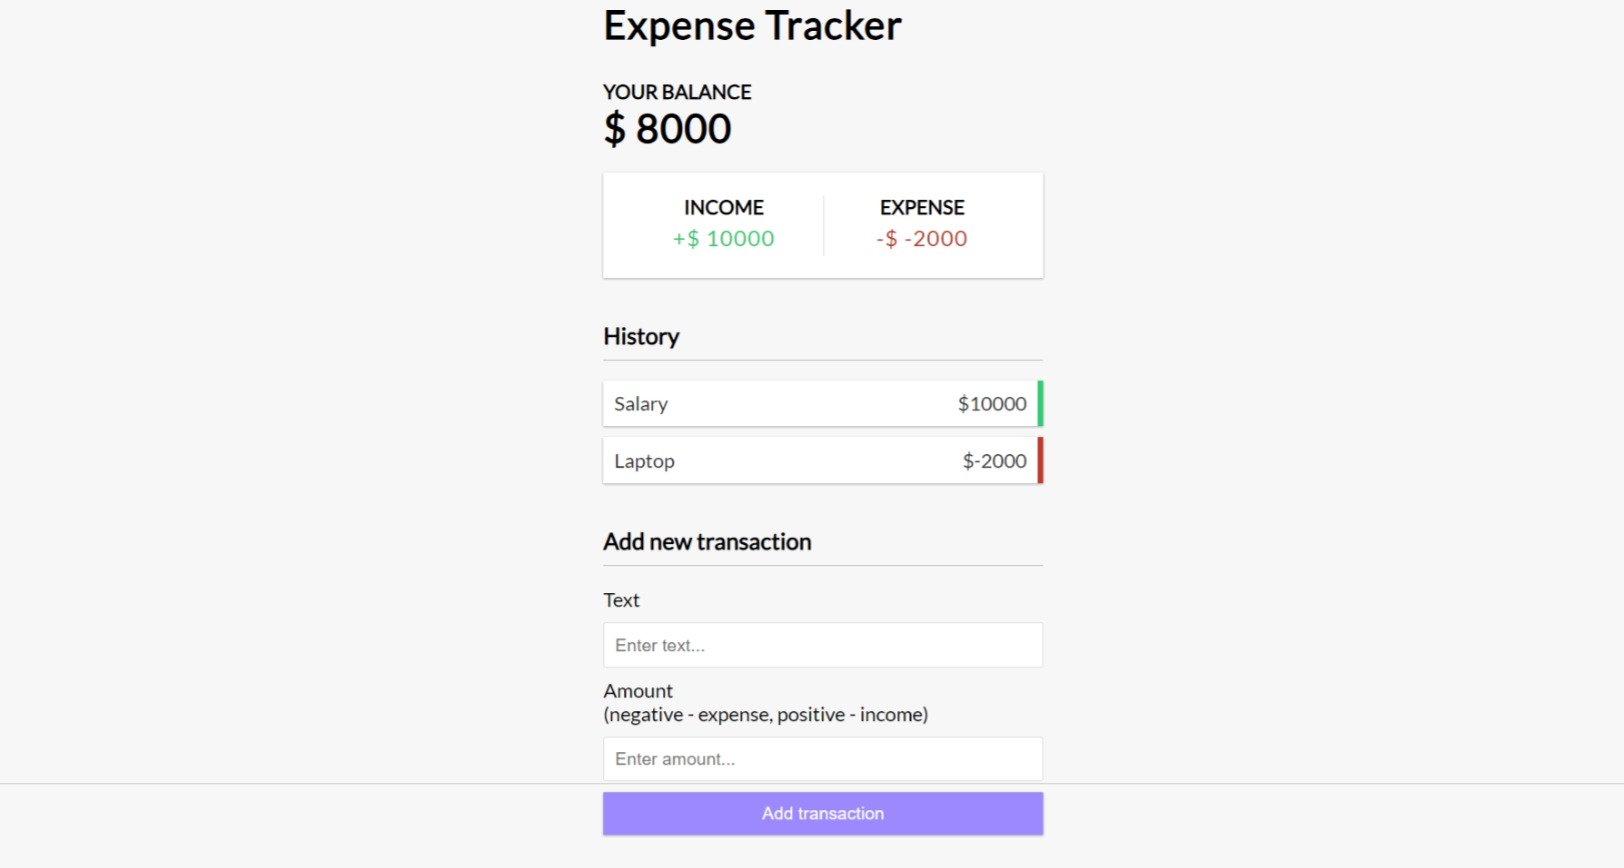 Expense Tracker
YOUR BALANCE
$ 8000
INCOME EXPENSE
+$ 10000 -$ -2000
History
Salary $10000
Laptop $-2000
Add new transaction
Text
Enter text...
Amount
(negative - expense, positive - income)
Enter amount...
Add transaction